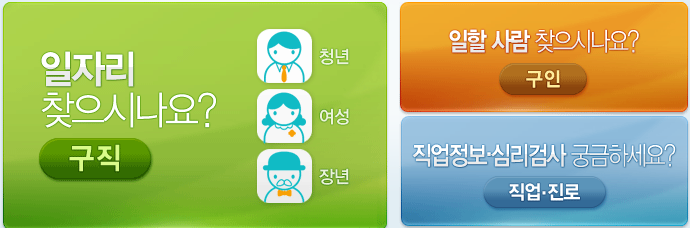 일자리
찾으시나요?
구직
청년
여성
장년
일할 사람 찾으시나요?
구인
직업정보·심리검사 궁금하세요?
직업·진로